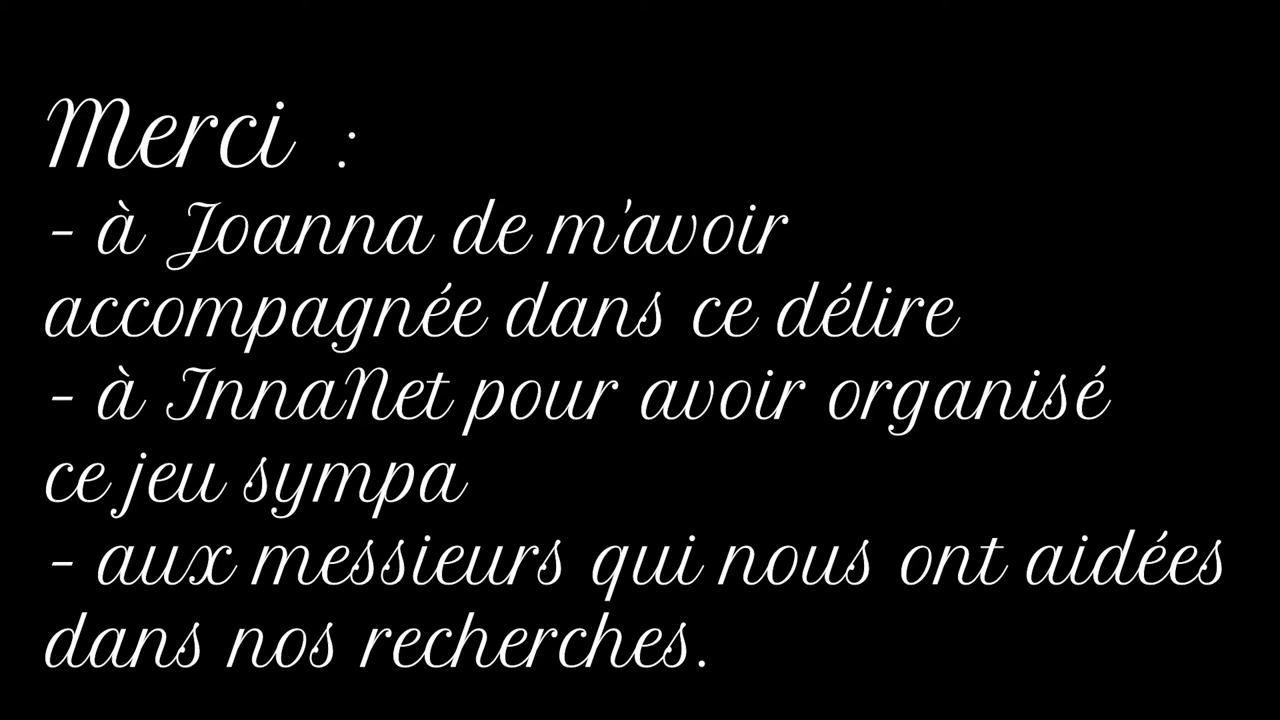 Merci :
- à Joanna de m'avoir
accompagnée dans ce délire
- à InnaNet pour avoir organisé
ce jeu sympa
- aux messieurs qui nous ont aidées
dans nos recherches.